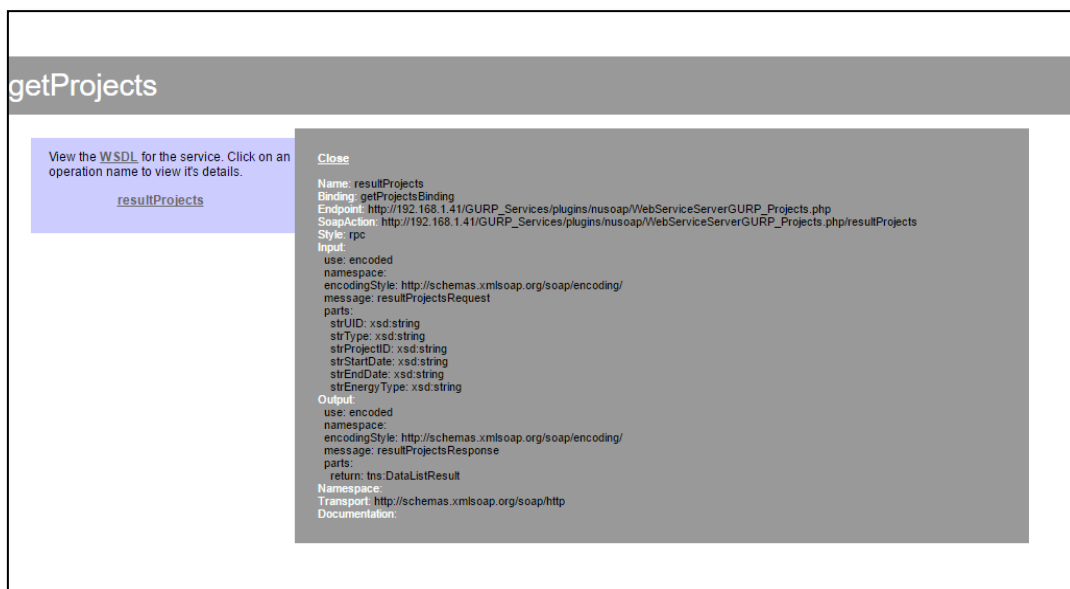 getProjects
View the WSDL for the service. Click on an
operation name to view it's details.
resultProjects
Close
Name: resultProjects
Binding: getProjectsBinding
Endpoint: http://192.168.1.41/GURP_Services/plugins/nusoap/WebServiceServerGURP_Projects.php
SoapAction: http://192.168.1.41/GURP_Services/plugins/nusoap/WebServiceServerGURP_Projects.php/resultProjects
Style: rpc
Input:
use: encoded
namespace:
encodingStyle: http://schemas.xmlsoap.org/soap/encoding/
message: resultProjectsRequest
parts:
strUID: xsd:string
strType: xsd:string
strProjectID: xsd:string
strStartDate: xsd:string
strEndDate: xsd:string
strEnergyType: xsd:string
Output:
use: encoded
namespace:
encodingStyle: http://schemas.xmlsoap.org/soap/encoding/
message: resultProjectsResponse
parts:
return: tns:DataListResult
Namespace:
Transport: http://schemas.xmlsoap.org/soap/http
Documentation: